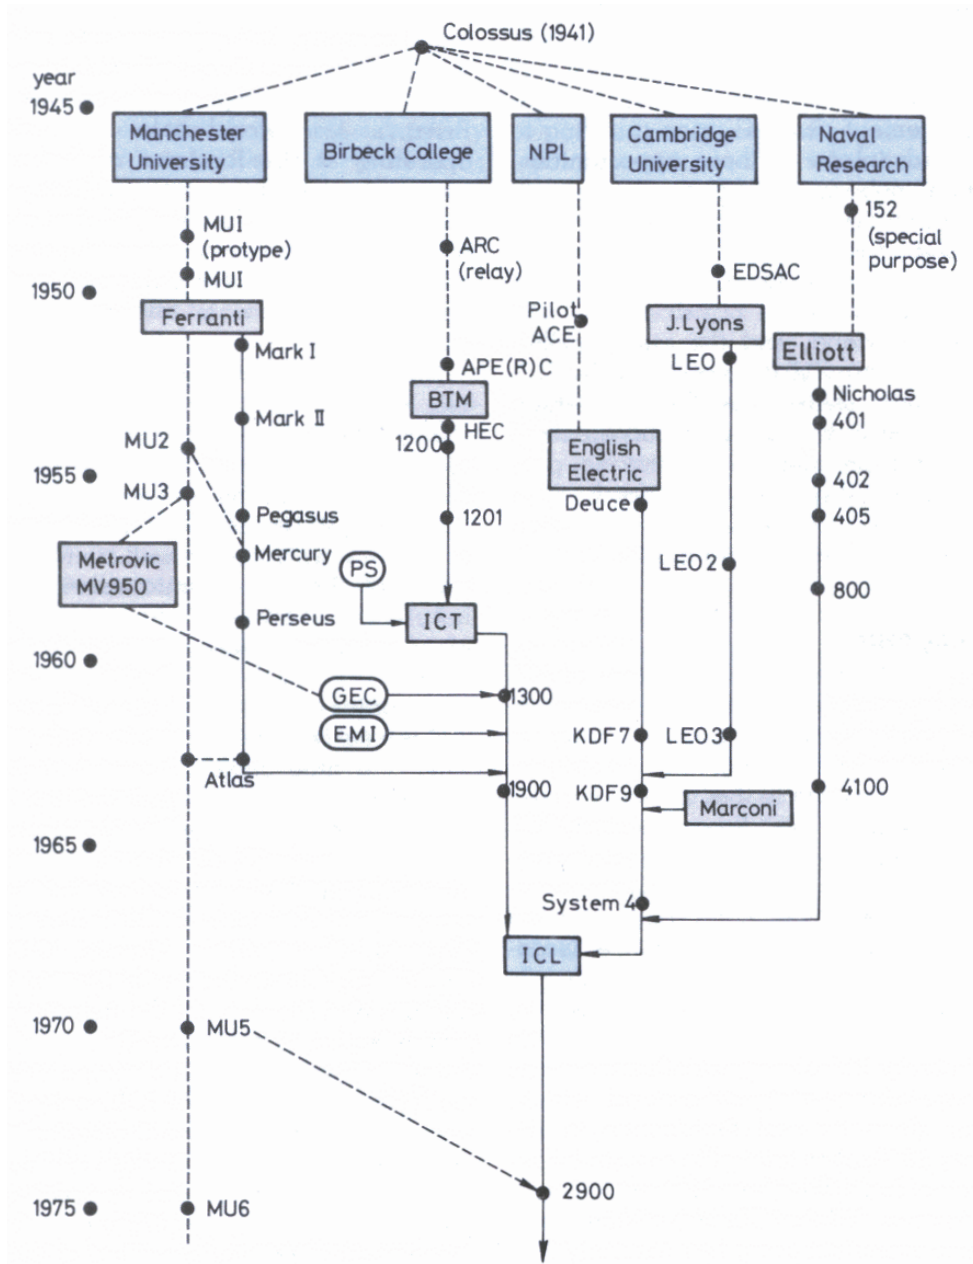 Colossus (1941)
year
1945
Manchester
University
Birbeck College
NPL
Cambridge
University
Naval
Research
152
(special
purpose)
MUI
(protype)
ARC
(relay)
MUI
EDSAC
1950
Ferranti
Pilot
ACE
J.Lyons
Elliott
Mark I
LEO
APE(R)C
BTM
Nicholas
401
Mark II
HEC
1200
MU2
English
Electric
1955
402
MU3
Deuce
Pegasus
1201
405
Mercury
Metrovic
MV950
PS
LEO2
800
Perseus
ICT
1960
GEC
1300
EMI
KDF7
LEO3
Atlas
1900
KDF9
4100
Marconi
1965
System 4
ICL
1970
MU5
2900
1975
MU6